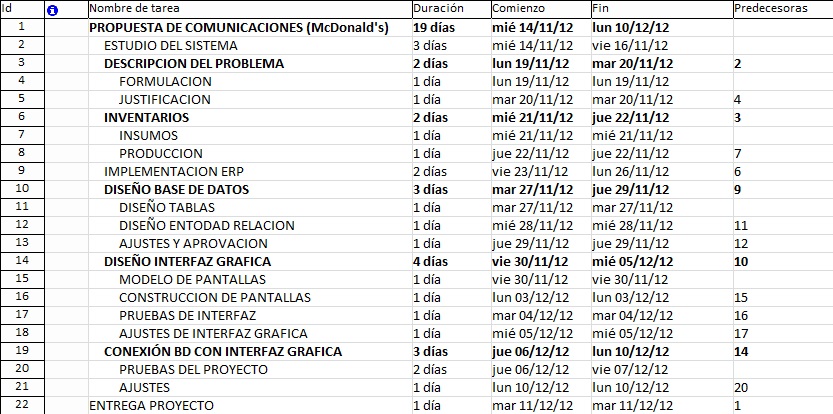 Id Nombre de tarea Duración Comienzo Fin Predecesoras
1 PROPUESTA DE COMUNICACIONES (McDonald's) 19 días mié 14/11/12 lun 10/12/12
2 ESTUDIO DEL SISTEMA 3 días mié 14/11/12 vie 16/11/12
3 DESCRIPCION DEL PROBLEMA 2 días lun 19/11/12 mar 20/11/12 2
4 FORMULACION 1 día lun 19/11/12 lun 19/11/12
5 JUSTIFICACION 1 día mar 20/11/12 mar 20/11/12 4
6 INVENTARIOS 2 días mié 21/11/12 jue 22/11/12 3
7 INSUMOS 1 día mié 21/11/12 mié 21/11/12
8 PRODUCCION 1 día jue 22/11/12 jue 22/11/12 7
9 IMPLEMENTACION ERP 2 días vie 23/11/12 lun 26/11/12 6
10 DISEÑO BASE DE DATOS 3 días mar 27/11/12 jue 29/11/12 9
11 DISEÑO TABLAS 1 día mar 27/11/12 mar 27/11/12
12 DISEÑO ENTODAD RELACION 1 día mié 28/11/12 mié 28/11/12 11
13 AJUSTES Y APROVACION 1 día jue 29/11/12 jue 29/11/12 12
14 DISEÑO INTERFAZ GRAFICA 4 días vie 30/11/12 mié 05/12/12 10
15 MODELO DE PANTALLAS 1 día vie 30/11/12 vie 30/11/12
16 CONSTRUCCION DE PANTALLAS 1 día lun 03/12/12 lun 03/12/12 15
17 PRUEBAS DE INTERFAZ 1 día mar 04/12/12 mar 04/12/12 16
18 AJUSTES DE INTERFAZ GRAFICA 1 día mié 05/12/12 mié 05/12/12 17
19 CONEXIÓN BD CON INTERFAZ GRAFICA 3 días jue 06/12/12 lun 10/12/12 14
20 PRUEBAS DEL PROYECTO 2 días jue 06/12/12 vie 07/12/12
21 AJUSTES 1 día lun 10/12/12 lun 10/12/12 20
22 ENTREGA PROYECTO 1 día mar 11/12/12 mar 11/12/12 1